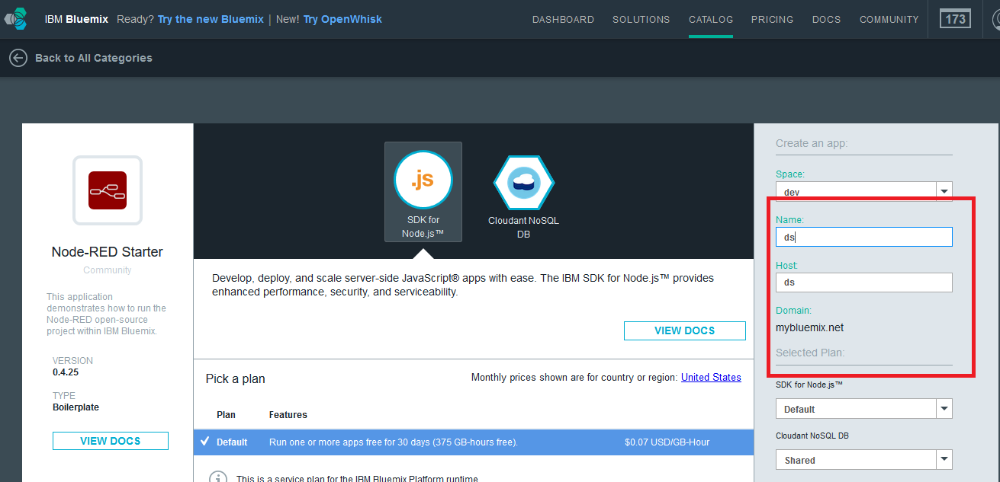 IBM Bluemix Ready? Try the new Bluemix | New! Try OpenWhisk
DASHBOARD SOLUTIONS CATALOG PRICING DOCS COMMUNITY 173
Back to All Categories
Node-RED Starter
Community
This application
demonstrates how to run the
Node-RED open-source
project within IBM Bluemix.
VERSION
0.4.25
TYPE
Boilerplate
VIEW DOCS
.js
SDK for
Node.js™
Cloudant NoSQL
DB
Develop, deploy, and scale server-side JavaScript® apps with ease. The IBM SDK for Node.js™ provides
enhanced performance, security, and serviceability.
VIEW DOCS
Pick a plan
Monthly prices shown are for country or region: United States
Plan Features
Default Run one or more apps free for 30 days (375 GB-hours free). $0.07 USD/GB-Hour
This is a service plan for the IBM Bluemix Platform runtime
Create an app:
Space:
dev
Name:
ds
Host:
ds
Domain:
mybluemix.net
Selected Plan:
SDK for Node.js™
Default
Cloudant NoSQL DB
Shared